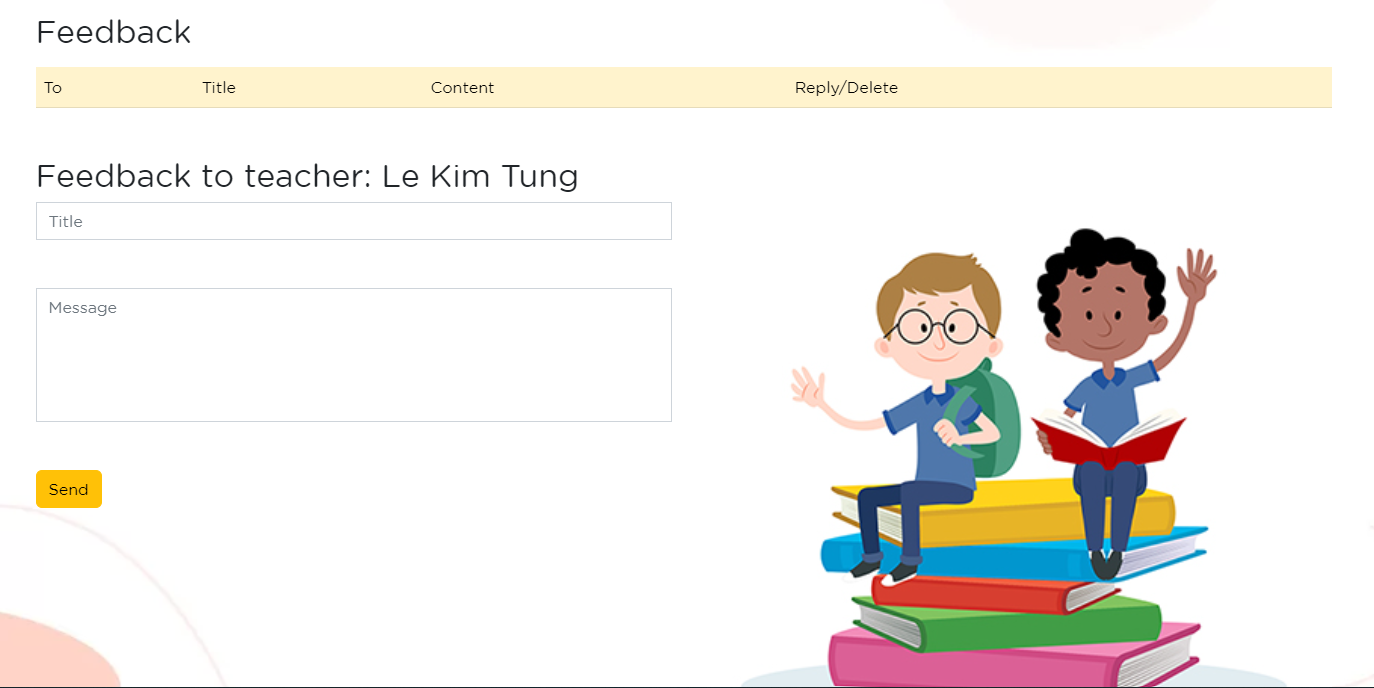 Feedback
To Title Content Reply/Delete
Feedback to teacher: Le Kim Tung
Title
Message
Send